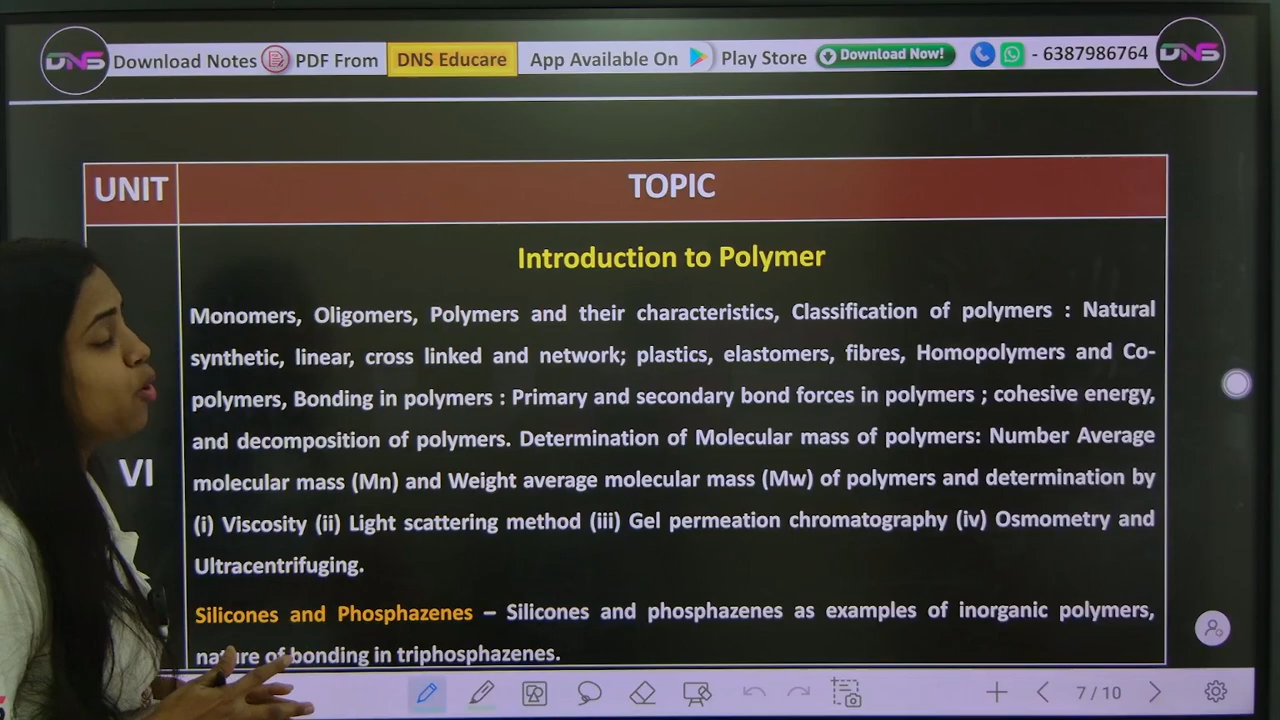 DNS Download Notes PDF From DNS Educare App Available On Play Store Download Now! - 6387986764 DNS
UNIT TOPIC
Introduction to Polymer
Monomers, Oligomers, Polymers and their characteristics, Classification of polymers : Natural
synthetic, linear, cross linked and network; plastics, elastomers, fibres, Homopolymers and Co-
polymers, Bonding in polymers : Primary and secondary bond forces in polymers ; cohesive energy,
and decomposition of polymers. Determination of Molecular mass of polymers: Number Average
VI
molecular mass (Mn) and Weight average molecular mass (Mw) of polymers and determination by
(i) Viscosity (ii) Light scattering method (iii) Gel permeation chromatography (iv) Osmometry and
Ultracentrifuging.
Silicones and Phosphazenes – Silicones and phosphazenes as examples of inorganic polymers,
nature of bonding in triphosphazenes.
7/10